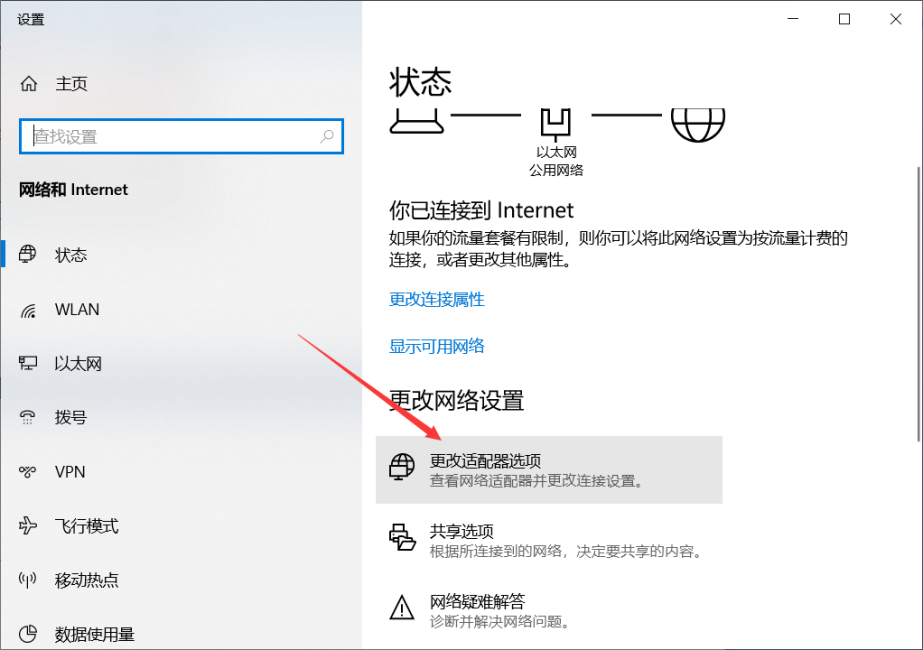 设置
主页
查找设置
网络和 Internet
状态
WLAN
以太网
拨号
VPN
飞行模式
移动热点
数据使用量
状态
以太网
公用网络
你已连接到 Internet
如果你的流量套餐有限制，则你可以将此网络设置为按流量计费的
连接，或者更改其他属性。
更改连接属性
显示可用网络
更改网络设置
更改适配器选项
查看网络适配器并更改连接设置。
共享选项
根据所连接到的网络，决定要共享的内容。
网络疑难解答
诊断并解决网络问题。